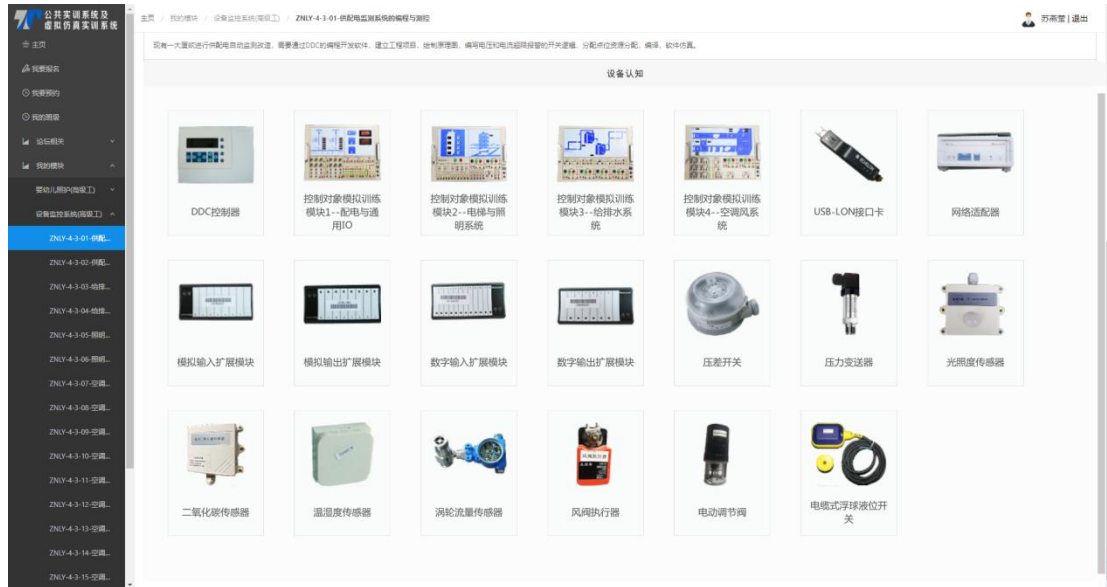 公共实训系统及
虚拟仿真实训系统
主页
我要报名
我要预约
我的班级
论坛相关
我的模块
婴幼儿照护(高级工)
设备监控系统(高级工)
ZNLY-4-3-01-供配...
ZNLY-4-3-02-供配...
ZNLY-4-3-03-给排...
ZNLY-4-3-04-给排...
ZNLY-4-3-05-照明...
ZNLY-4-3-06-照明...
ZNLY-4-3-07-空调...
ZNLY-4-3-08-空调...
ZNLY-4-3-09-空调...
ZNLY-4-3-10-空调...
ZNLY-4-3-11-空调...
ZNLY-4-3-12-空调...
ZNLY-4-3-13-空调...
ZNLY-4-3-14-空调...
ZNLY-4-3-15-空调...
主页 / 我的模块 / 设备监控系统(高级工) / ZNLY-4-3-01-供配电监测系统的编程与测控
苏燕莹 | 退出
现有一大厦欲进行供配电自动监测改造，需要通过DDC的编程开发软件，建立工程项目，绘制原理图，编写电压和电流超限报警的开关逻辑，分配点位资源分配，编译，软件仿真。
设备认知
DDC控制器
控制对象模拟训练
模块1--配电与通
用IO
控制对象模拟训练
模块2--电梯与照
明系统
控制对象模拟训练
模块3--给排水系
统
控制对象模拟训练
模块4--空调风系
统
USB-LON接口卡
网络适配器
模拟输入扩展模块
模拟输出扩展模块
数字输入扩展模块
数字输出扩展模块
压差开关
压力变送器
光照度传感器
二氧化碳传感器
温湿度传感器
涡轮流量传感器
风阀执行器
风阀执行器
电动调节阀
电缆式浮球液位开
关